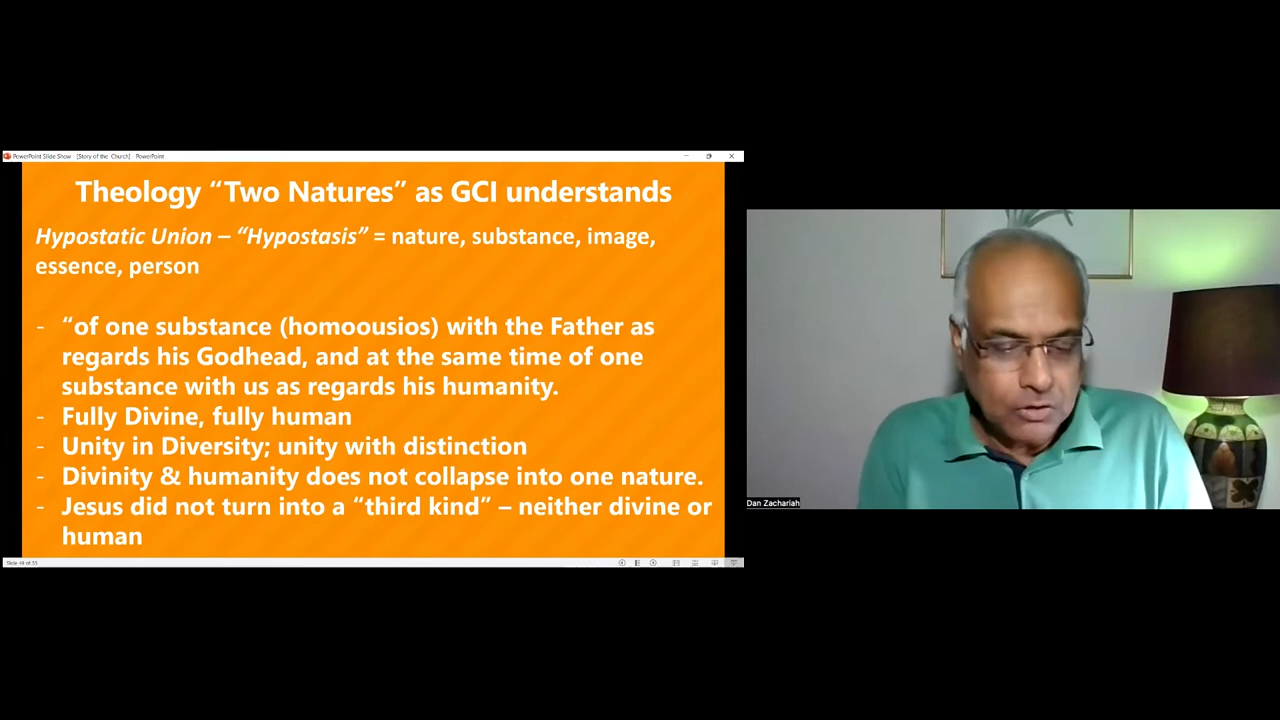 PowerPoint Slide Show - [Story of the Church] - PowerPoint
Theology “Two Natures” as GCI understands
Hypostatic Union – “Hypostasis” = nature, substance, image,
essence, person
- “of one substance (homoousios) with the Father as
regards his Godhead, and at the same time of one
substance with us as regards his humanity.
- Fully Divine, fully human
- Unity in Diversity; unity with distinction
- Divinity & humanity does not collapse into one nature.
- Jesus did not turn into a “third kind” – neither divine or
human
Slide 49 of 55
Dan Zachariah